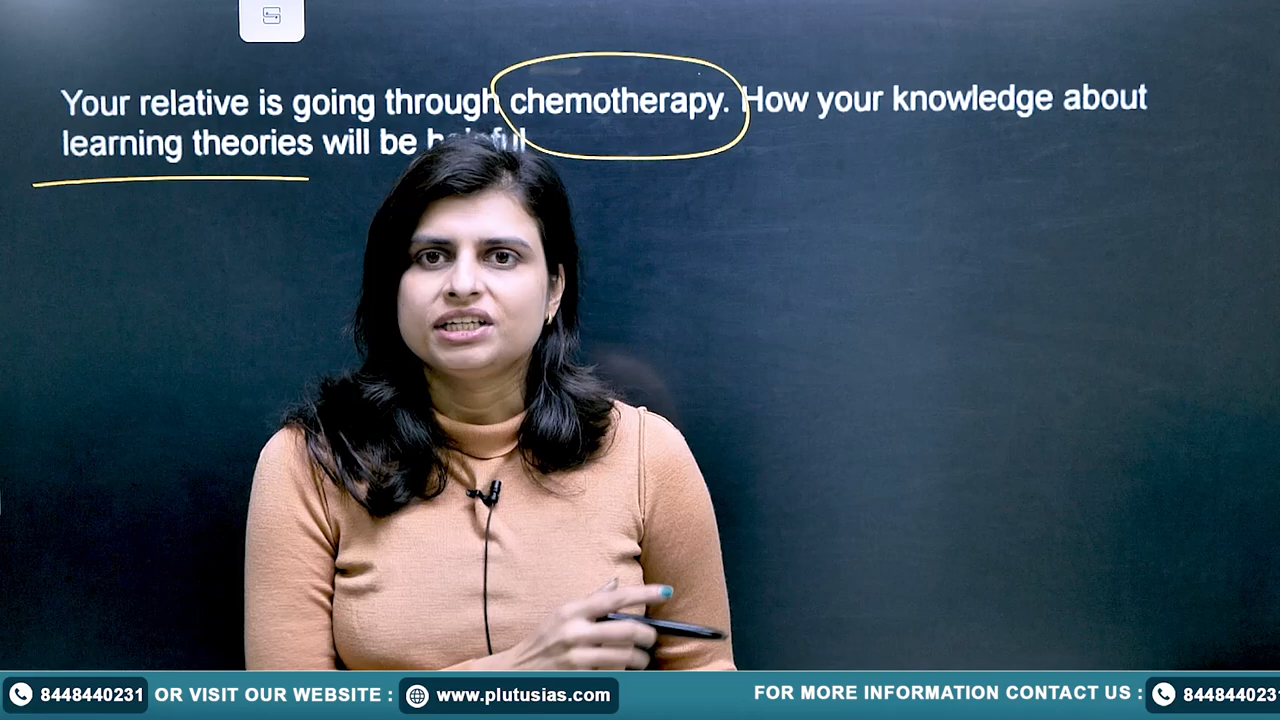 Your relative is going through chemotherapy. How your knowledge about
learning theories will be
8448440231 OR VISIT OUR WEBSITE : www.plutusias.com FOR MORE INFORMATION CONTACT US : 844844023